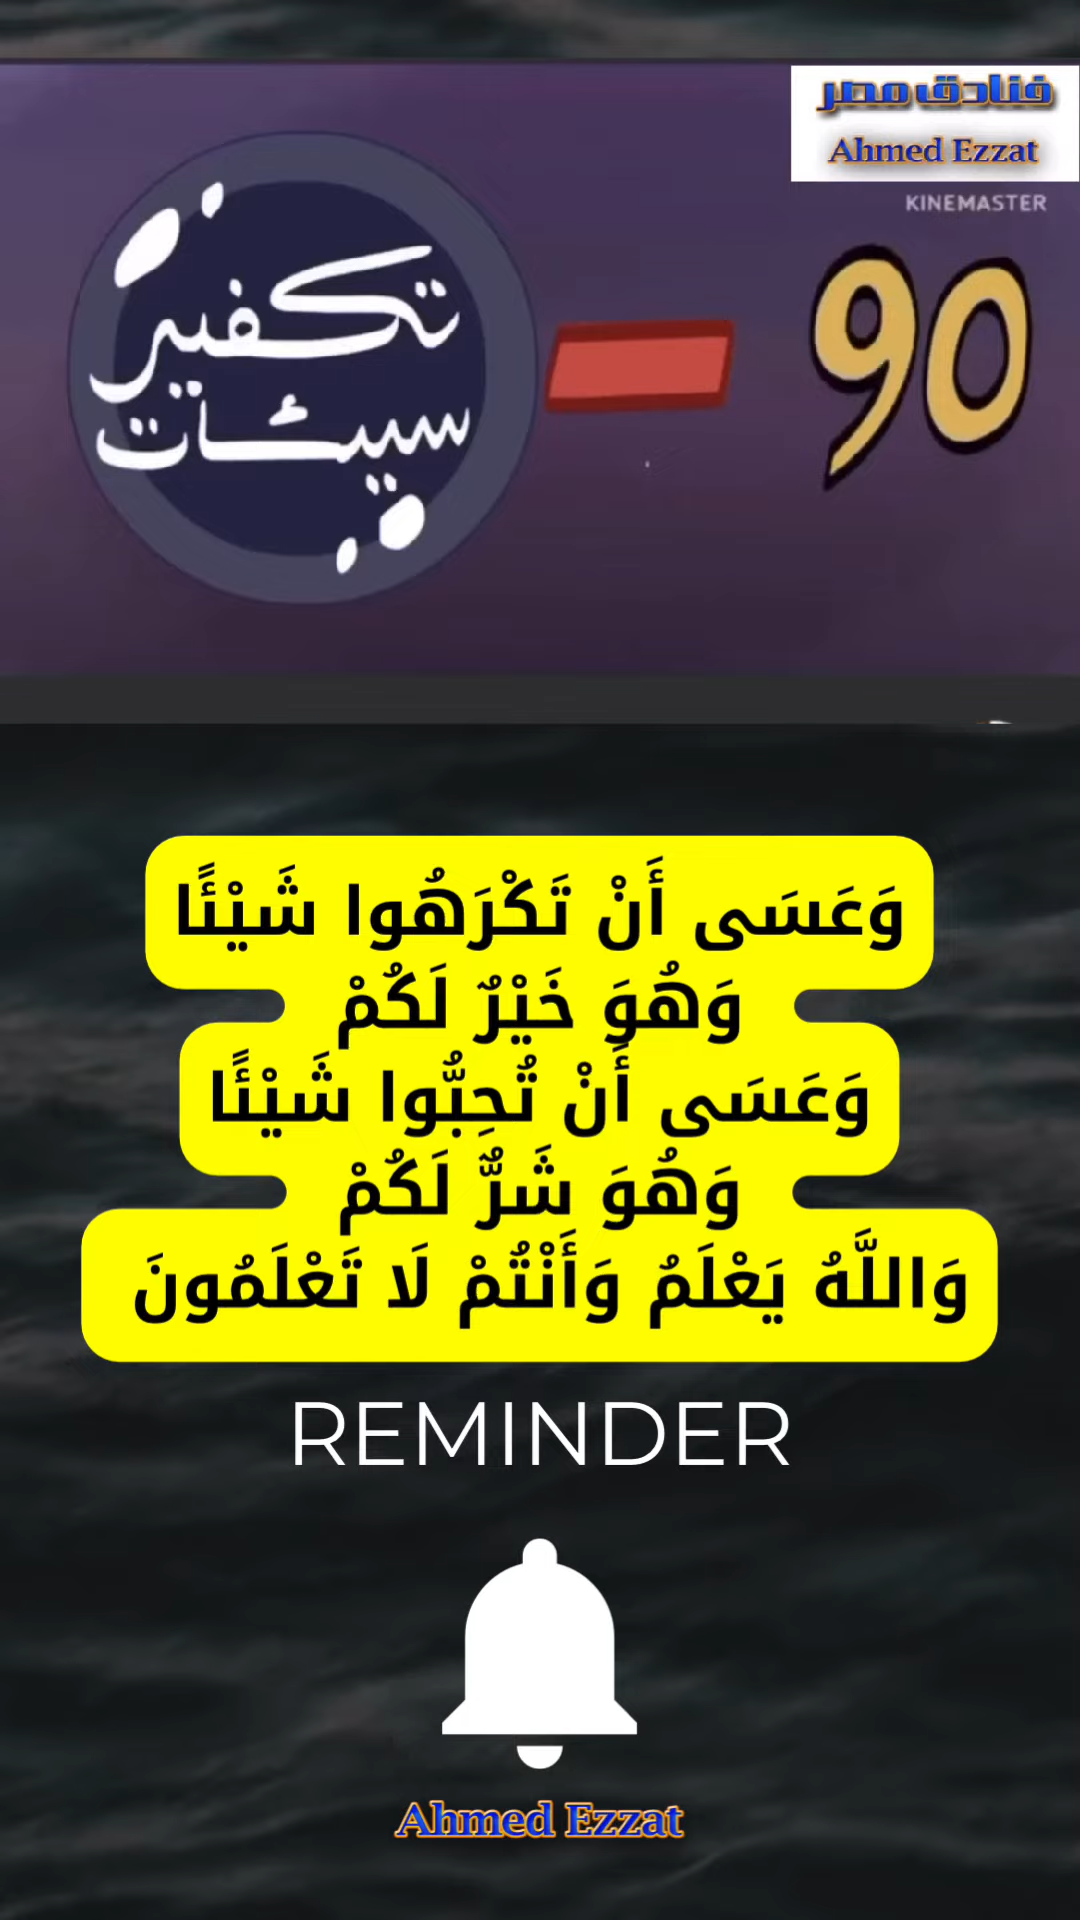 فنادق مصر
Ahmed Ezzat
KINEMASTER
تكفير
سيئات
- 90
وَعَسَى أَنْ تَكْرَهُوا شَيْئًا
وَهُوَ خَيْرٌ لَكُمْ
وَعَسَى أَنْ تُحِبُّوا شَيْئًا
وَهُوَ شَرٌّ لَكُمْ
وَاللَّهُ يَعْلَمُ وَأَنْتُمْ لَا تَعْلَمُونَ
REMINDER
Ahmed Ezzat